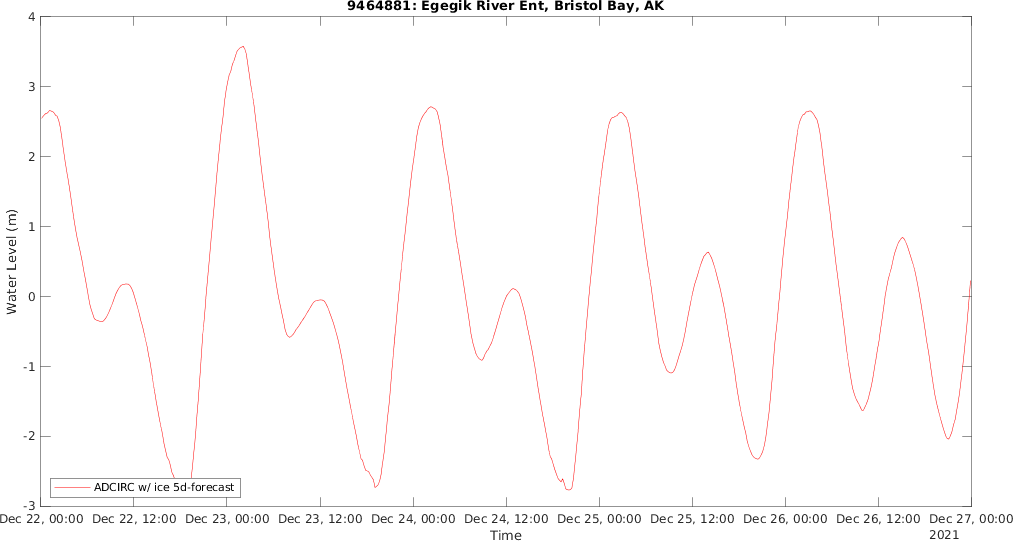 9464881: Egegik River Ent, Bristol Bay, AK
Water Level (m)
4
3
2
1
0
-1
-2
-3
ADCIRC w/ ice 5d-forecast
Dec 22, 00:00 Dec 22, 12:00 Dec 23, 00:00 Dec 23, 12:00 Dec 24, 00:00 Dec 24, 12:00 Dec 25, 00:00 Dec 25, 12:00 Dec 26, 00:00 Dec 26, 12:00 Dec 27, 00:00
Time
2021